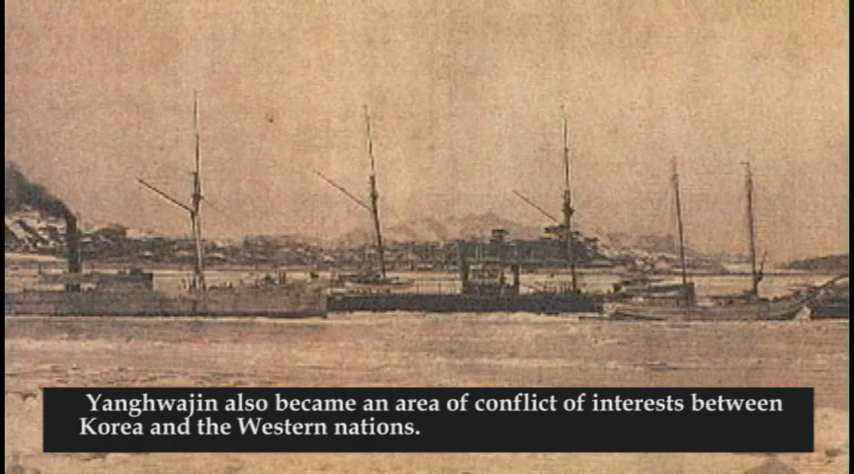 Yanghwajin also became an area of conflict of interests between
Korea and the Western nations.